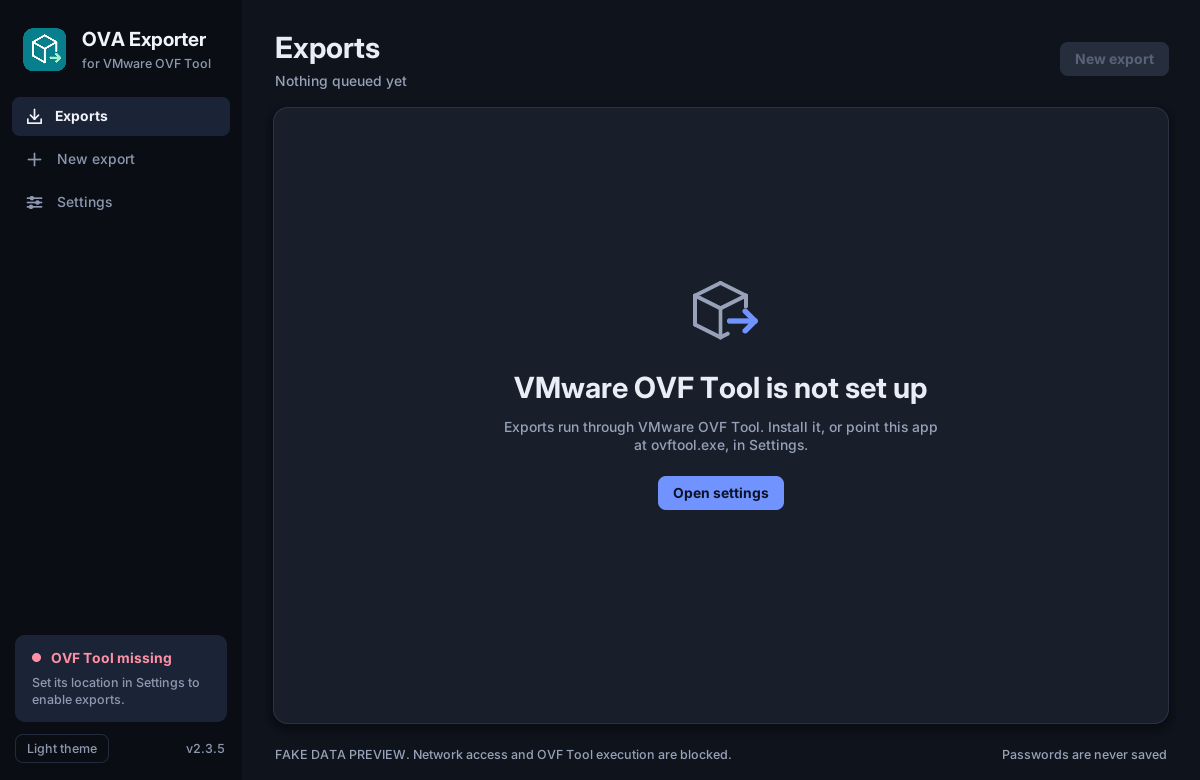 OVA Exporter
for VMware OVF Tool
Exports
New export
Settings
OVF Tool missing
Set its location in Settings to
enable exports.
Light theme
v2.3.5
Exports
Nothing queued yet
New export
VMware OVF Tool is not set up
Exports run through VMware OVF Tool. Install it, or point this app
at ovftool.exe, in Settings.
Open settings
FAKE DATA PREVIEW. Network access and OVF Tool execution are blocked.
Passwords are never saved